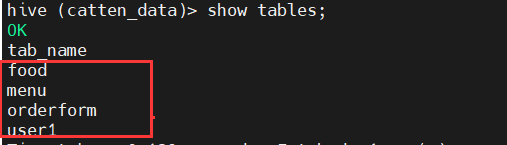 hive (catten_data)> show tables;
OK
tab_name
food
menu
orderform
user1